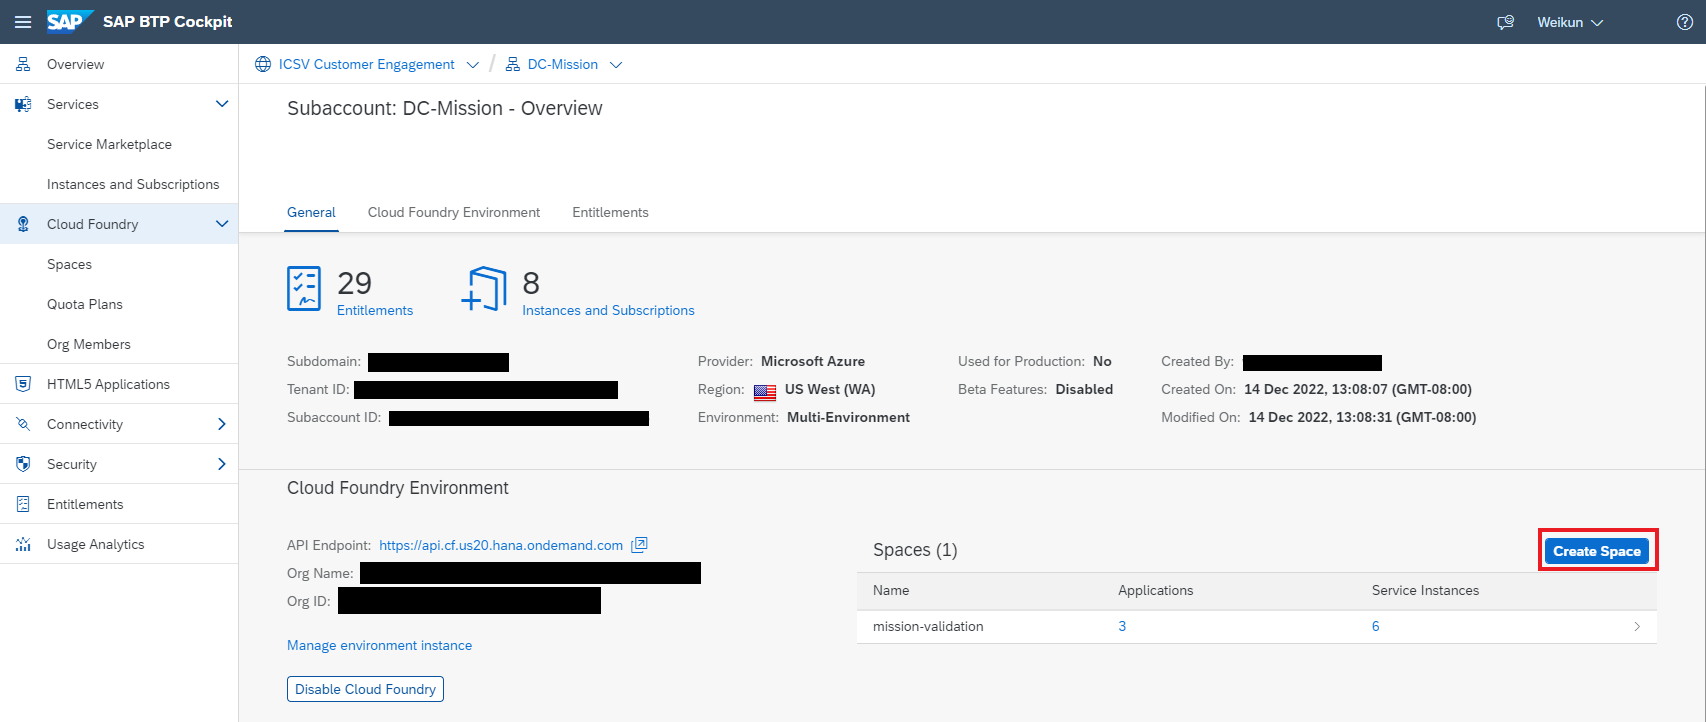 SAP SAP BTP Cockpit
Weikun
Overview
Services
Service Marketplace
Instances and Subscriptions
Cloud Foundry
Spaces
Quota Plans
Org Members
HTML5 Applications
Connectivity
Security
Entitlements
Usage Analytics
ICSV Customer Engagement / DC-Mission
Subaccount: DC-Mission - Overview
General Cloud Foundry Environment Entitlements
29
Entitlements
8
Instances and Subscriptions
Subdomain:
Tenant ID:
Subaccount ID:
Provider: Microsoft Azure
Region: US West (WA)
Environment: Multi-Environment
Used for Production: No
Beta Features: Disabled
Created By:
Created On: 14 Dec 2022, 13:08:07 (GMT-08:00)
Modified On: 14 Dec 2022, 13:08:31 (GMT-08:00)
Cloud Foundry Environment
API Endpoint: https://api.cf.us20.hana.ondemand.com
Org Name:
Org ID:
Manage environment instance
Disable Cloud Foundry
Spaces (1)
Create Space
Name Applications Service Instances
mission-validation 3 6